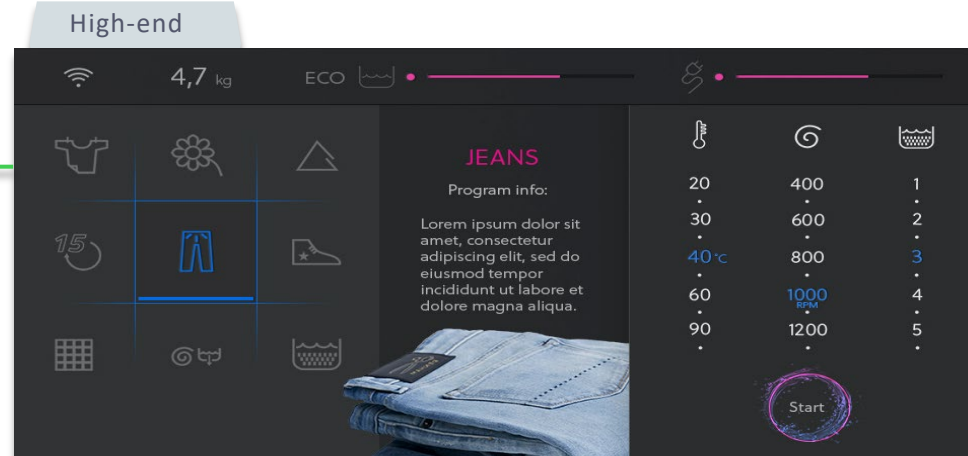 High-end
4,7 kg
ECO
JEANS
Program info:
Lorem ipsum dolor sit
amet, consectetur
adipiscing elit, sed do
eiusmod tempor
incididunt ut labore et
dolore magna aliqua.
15
20 400 1
30 600 2
40 °C 800 3
60 1000 4
RPM
90 1200 5
Start